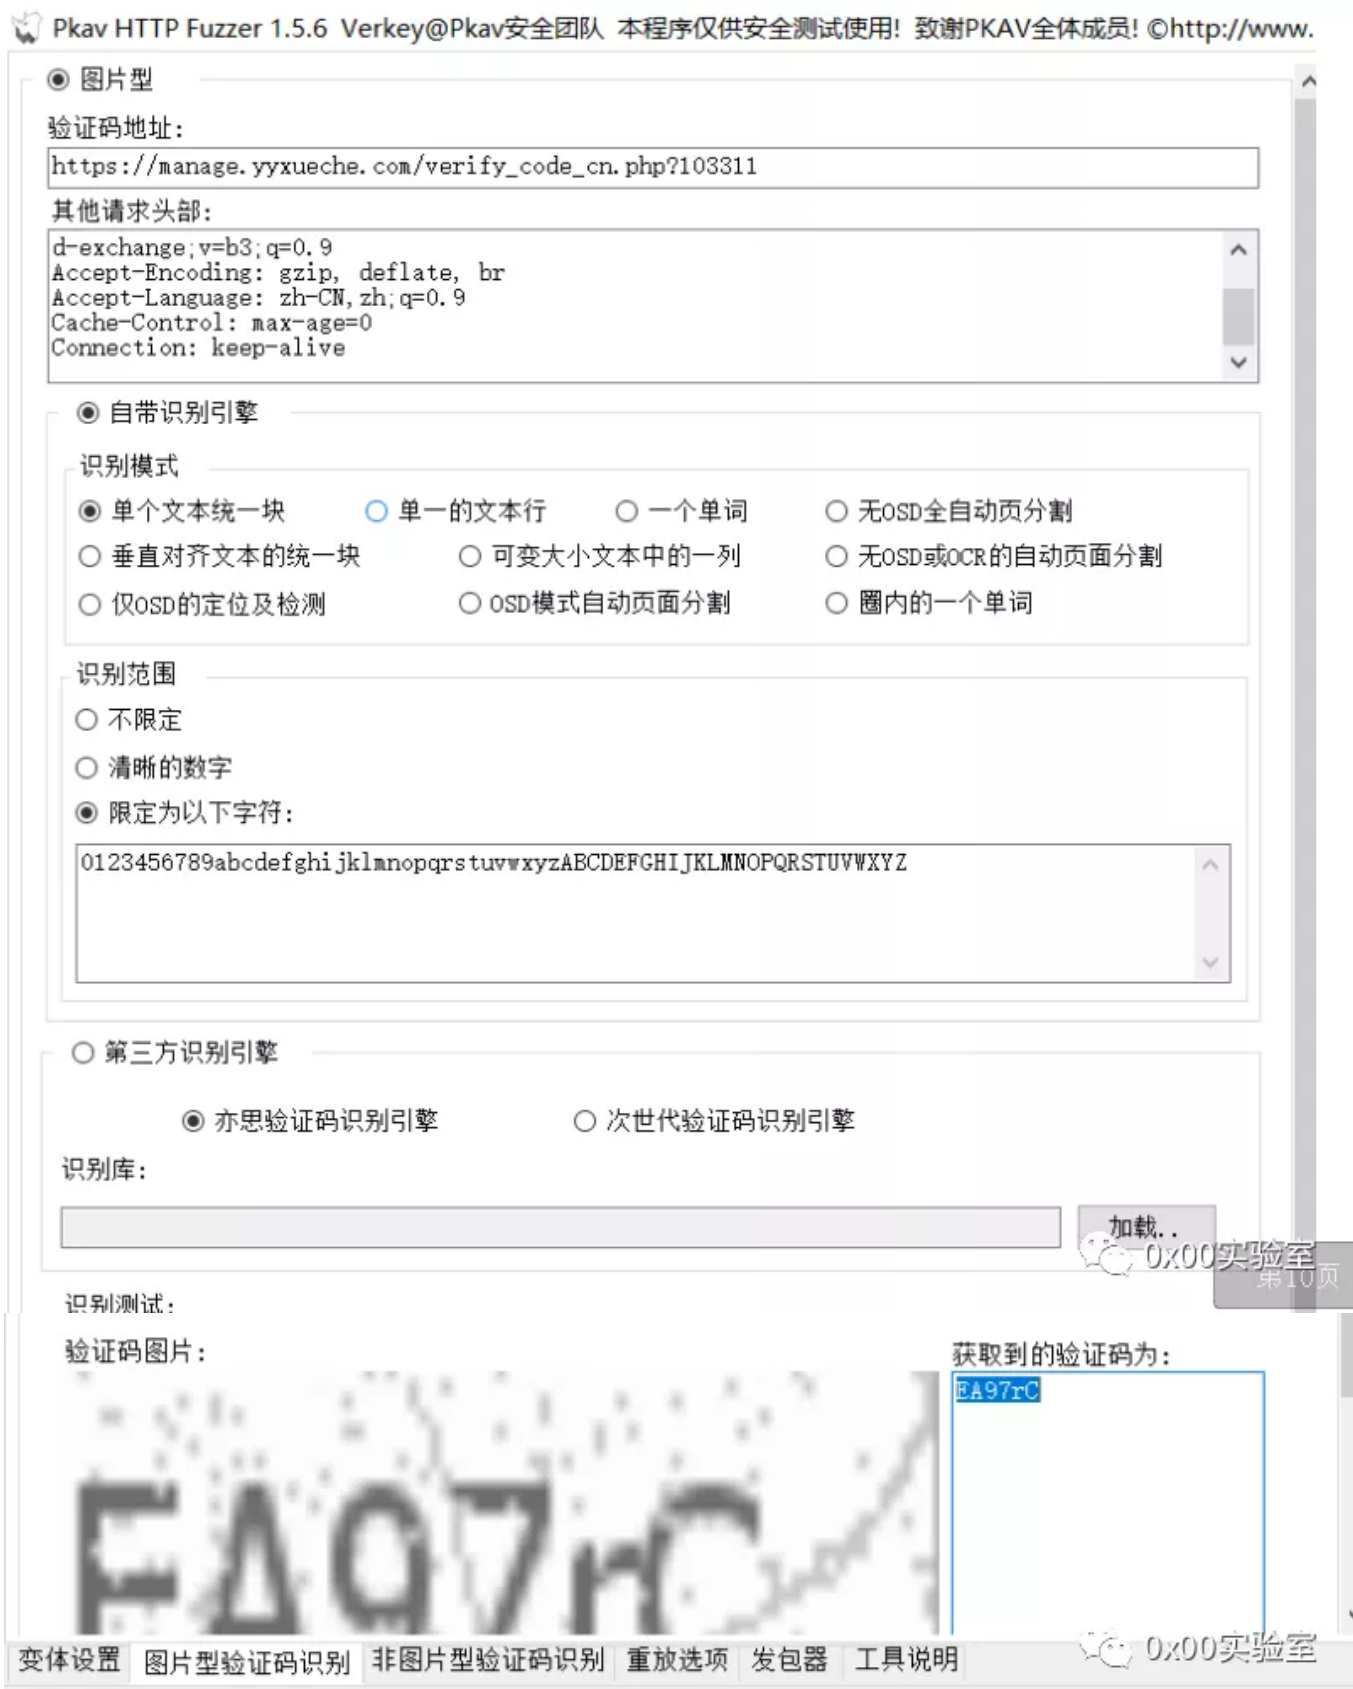 Pkav HTTP Fuzzer 1.5.6 Verkey@Pkav安全团队 本程序仅供安全测试使用! 致谢PKAV全体成员! ©http://www.
图片型
验证码地址:
https://manage.yyxueche.com/verify_code_cn.php?103311
其他请求头部:
d-exchange;v=b3;q=0.9
Accept-Encoding: gzip, deflate, br
Accept-Language: zh-CN,zh;q=0.9
Cache-Control: max-age=0
Connection: keep-alive
自带识别引擎
识别模式
单个文本统一块 单一的文本行 一个单词 无OSD全自动页分割
垂直对齐文本的统一块 可变大小文本中的一列 无OSD或OCR的自动页面分割
仅OSD的定位及检测 OSD模式自动页面分割 圈内的一个单词
识别范围
不限定
清晰的数字
限定为以下字符:
0123456789abcdefghijklmnopqrstuvwxyzABCDEFGHIJKLMNOPQRSTUVWXYZ
第三方识别引擎
亦思验证码识别引擎 次世代验证码识别引擎
识别库:
加载..
0x00实验室
第10页
识别测试:
验证码图片: 获取到的验证码为:
EA97rC
EA97rC
变体设置 图片型验证码识别 非图片型验证码识别 重放选项 发包器 工具说明
0x00实验室